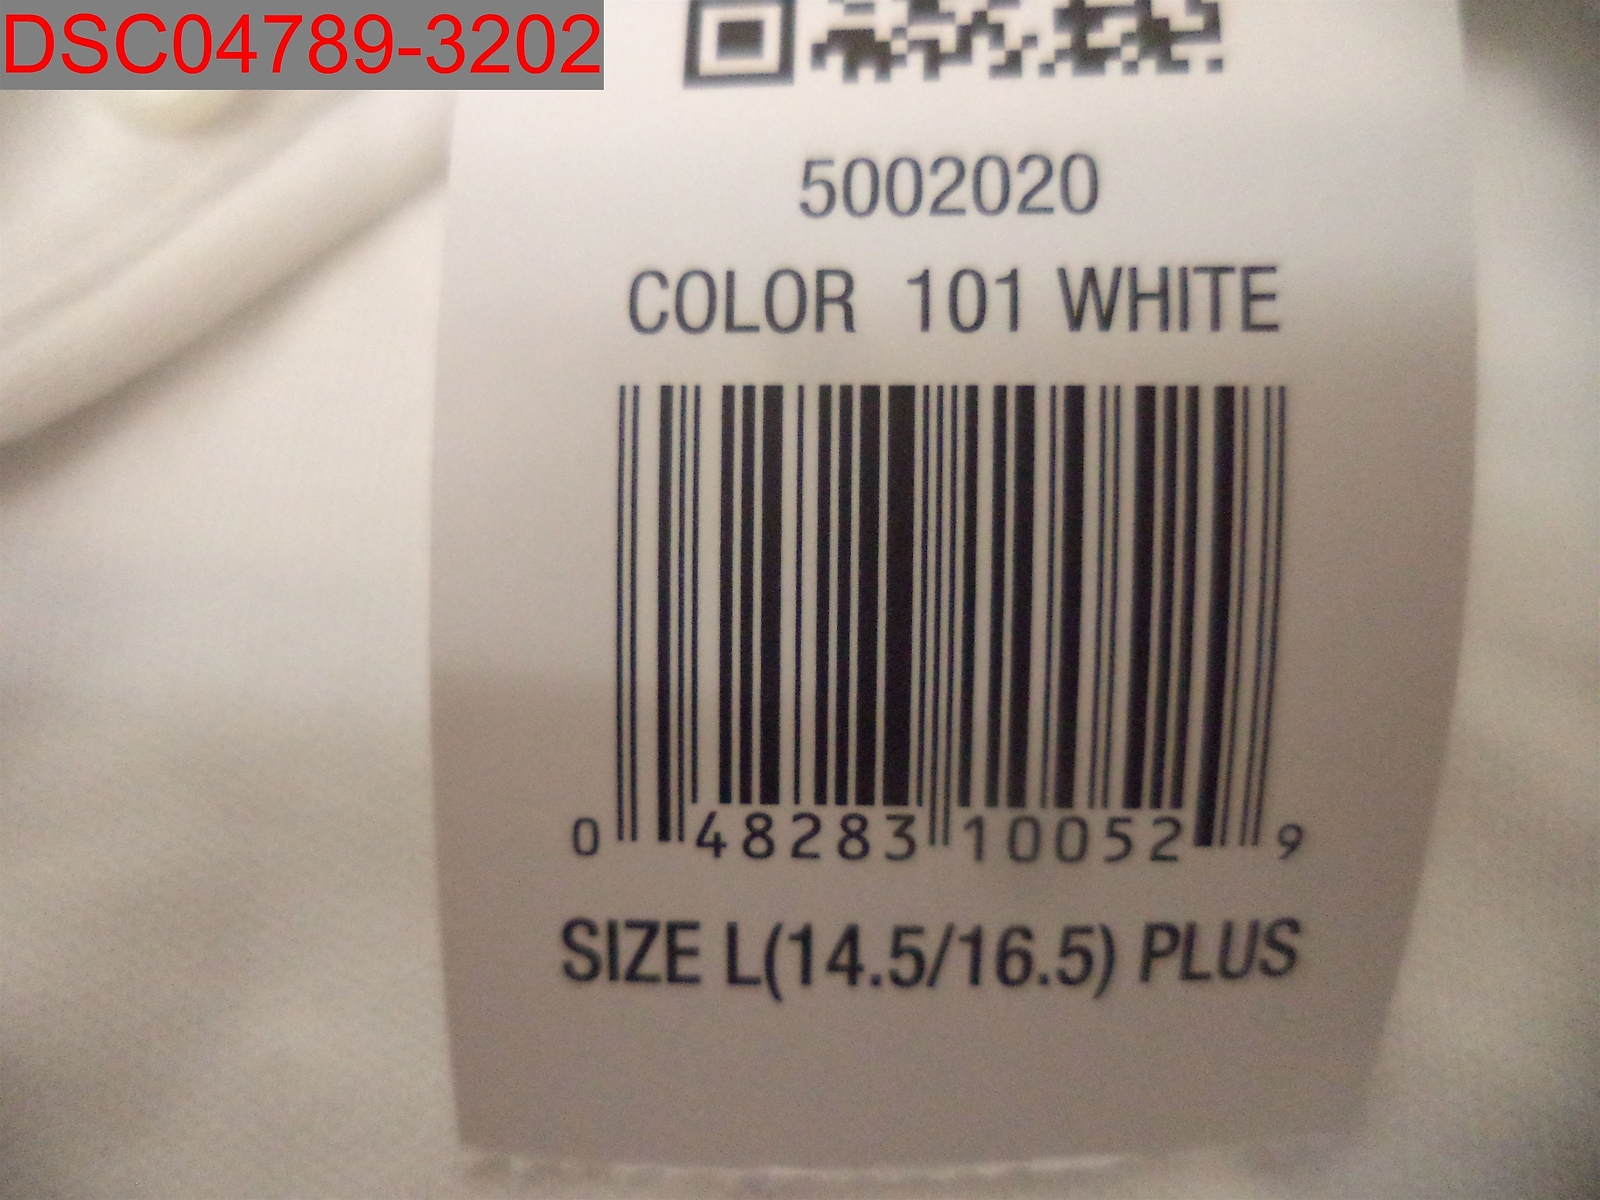 DSC04789-3202
5002020
COLOR 101 WHITE
0 48283 10052 9
SIZE L(14.5/16.5) PLUS